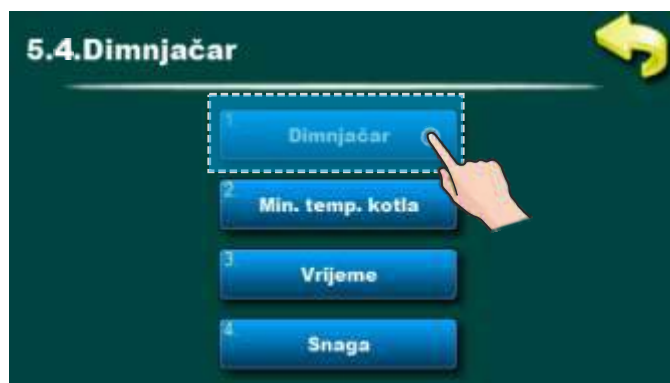 5.4.Dimnjačar
1
Dimnjačar
2
Min. temp. kotla
3
Vrijeme
4
Snaga